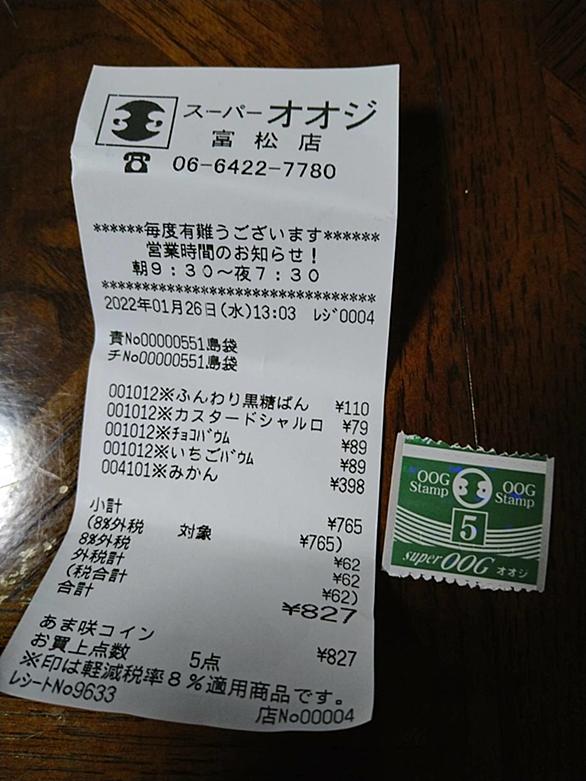 スーパーオオジ
富松店
☎ 06-6422-7780
******毎度有難うございます******
営業時間のお知らせ!
朝9:30〜夜7:30
******************************
2022年01月26日(水)13:03 レジ0004
責No00000551島袋
チNo00000551島袋
001012※ふんわり黒糖ぱん ¥110
001012※カスタードシャルロ ¥79
001012※チョコバウム ¥89
001012※いちごバウム ¥89
004101※みかん ¥398
小計 ¥765
(8%外税 対象 ¥765)
8%外税 ¥62
外税計 ¥62
(税合計 ¥62)
合計 ¥827
あま咲コイン ¥827
お買上点数 5点
※印は軽減税率8%適用商品です。
レシートNo9633 店No00004
OOG Stamp OOG Stamp
5
super OOG オオジ